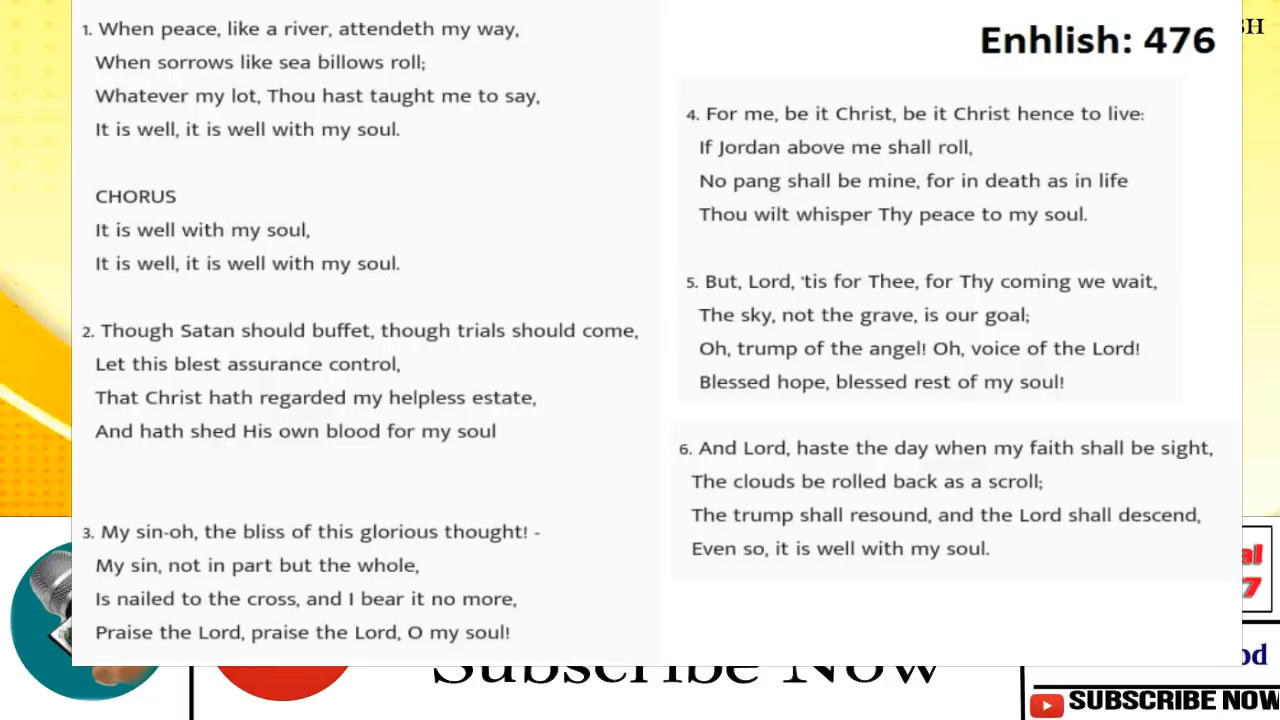 1. When peace, like a river, attendeth my way,
When sorrows like sea billows roll;
Whatever my lot, Thou hast taught me to say,
It is well, it is well with my soul.
CHORUS
It is well with my soul,
It is well, it is well with my soul.
2. Though Satan should buffet, though trials should come,
Let this blest assurance control,
That Christ hath regarded my helpless estate,
And hath shed His own blood for my soul
3. My sin-oh, the bliss of this glorious thought! -
My sin, not in part but the whole,
Is nailed to the cross, and I bear it no more,
Praise the Lord, praise the Lord, O my soul!
Enhlish: 476
4. For me, be it Christ, be it Christ hence to live:
If Jordan above me shall roll,
No pang shall be mine, for in death as in life
Thou wilt whisper Thy peace to my soul.
5. But, Lord, 'tis for Thee, for Thy coming we wait,
The sky, not the grave, is our goal;
Oh, trump of the angel! Oh, voice of the Lord!
Blessed hope, blessed rest of my soul!
6. And Lord, haste the day when my faith shall be sight,
The clouds be rolled back as a scroll;
The trump shall resound, and the Lord shall descend,
Even so, it is well with my soul.
Subscribe Now
SUBSCRIBE NOW